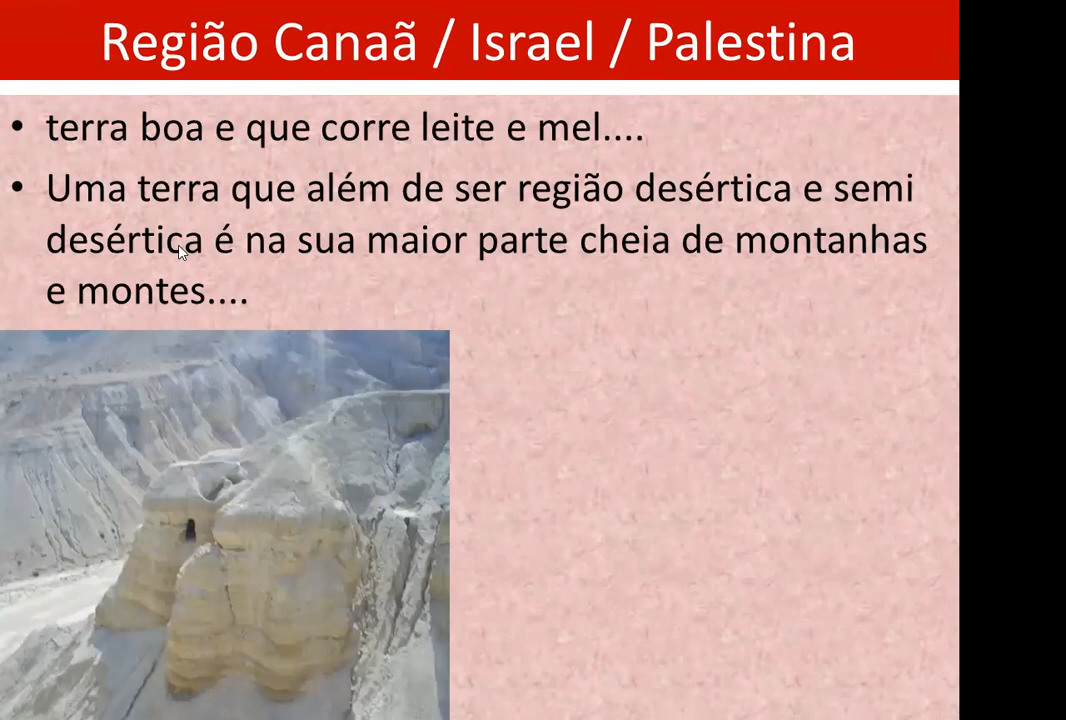 Região Canaã / Israel / Palestina
• terra boa e que corre leite e mel....
• Uma terra que além de ser região desértica e semi
desértica é na sua maior parte cheia de montanhas
e montes....